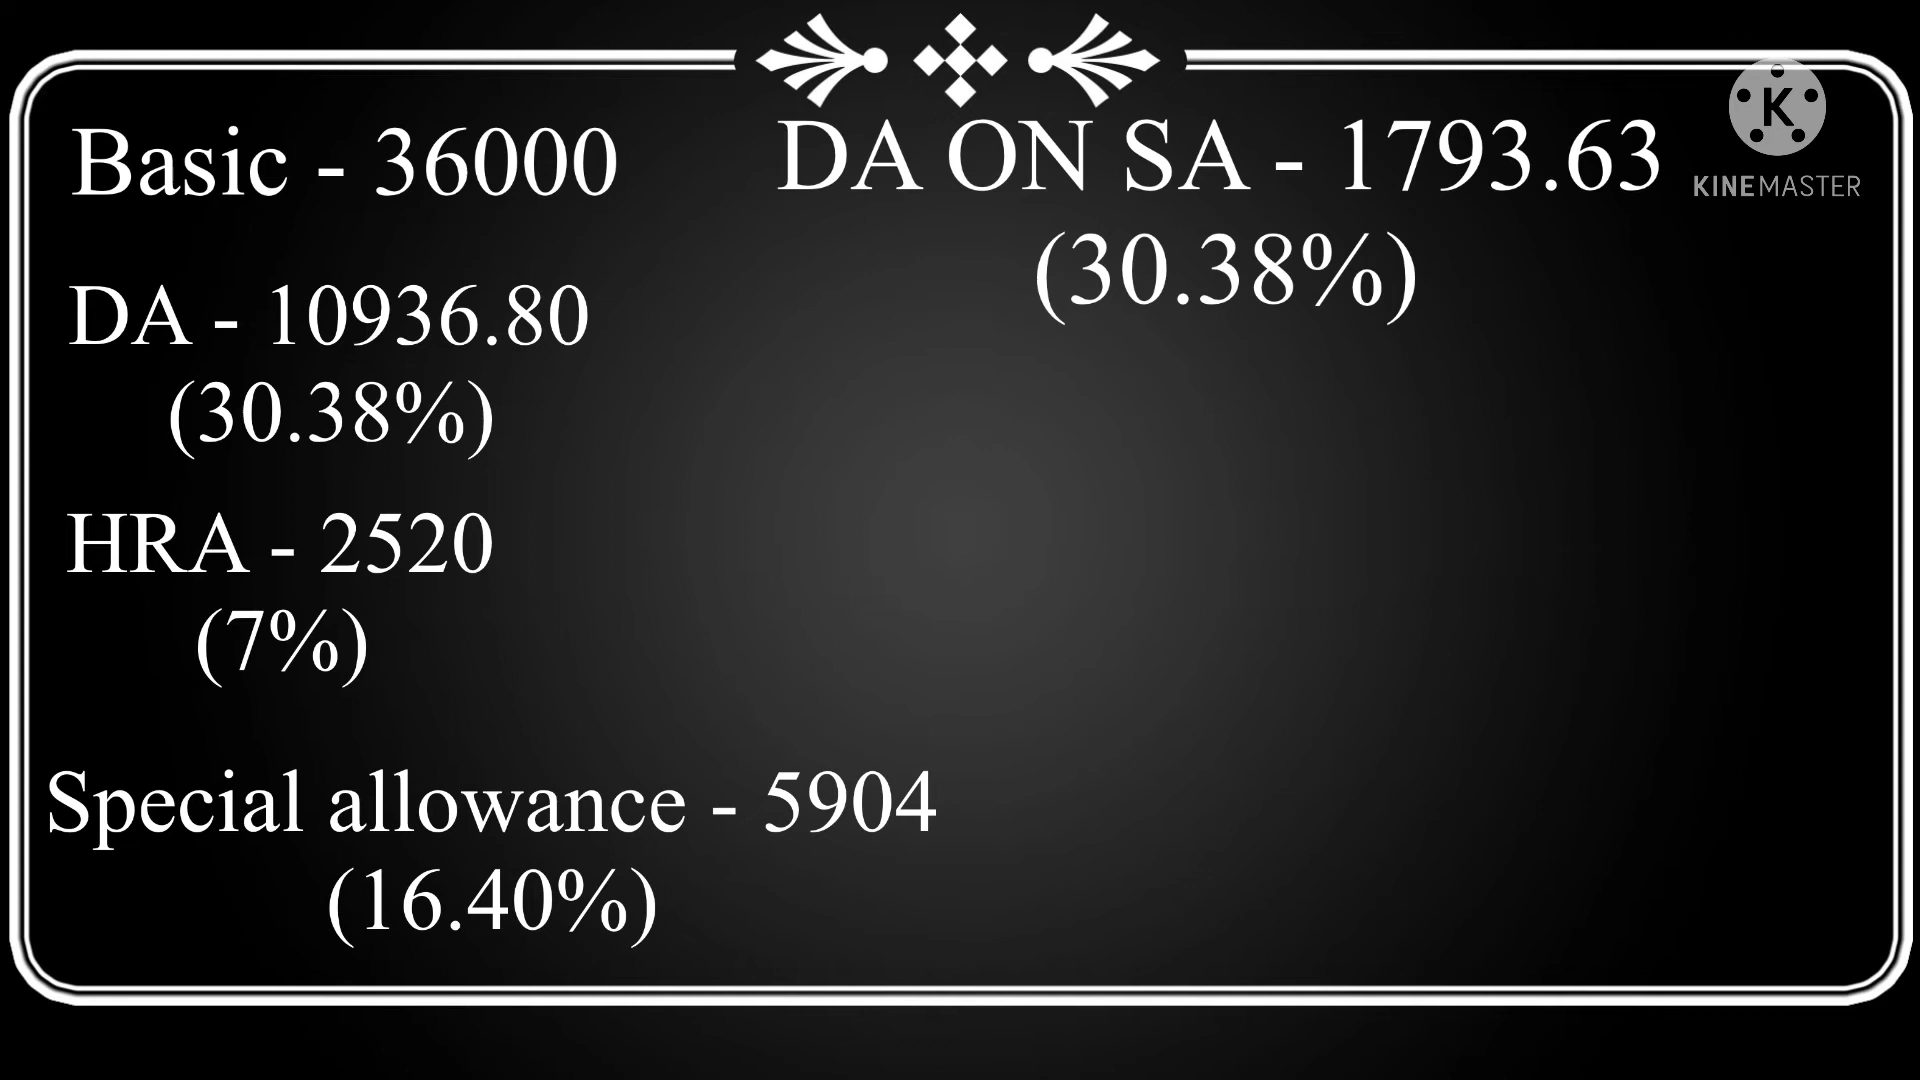 Basic - 36000
DA - 10936.80
(30.38%)
HRA - 2520
(7%)
Special allowance - 5904
(16.40%)
DA ON SA - 1793.63
(30.38%)
K
KINEMASTER